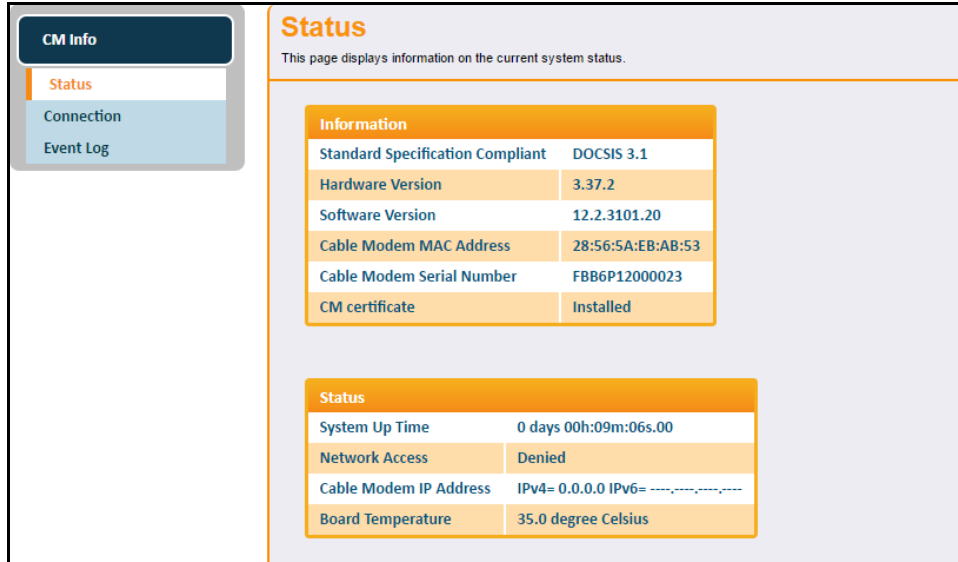 CM Info
Status
Connection
Event Log
Status
This page displays information on the current system status.
Information
Standard Specification Compliant DOCSIS 3.1
Hardware Version 3.37.2
Software Version 12.2.3101.20
Cable Modem MAC Address 28:56:5A:EB:AB:53
Cable Modem Serial Number FBB6P12000023
CM certificate Installed
Status
System Up Time 0 days 00h:09m:06s.00
Network Access Denied
Cable Modem IP Address IPv4= 0.0.0.0 IPv6= ----.----.----.----
Board Temperature 35.0 degree Celsius